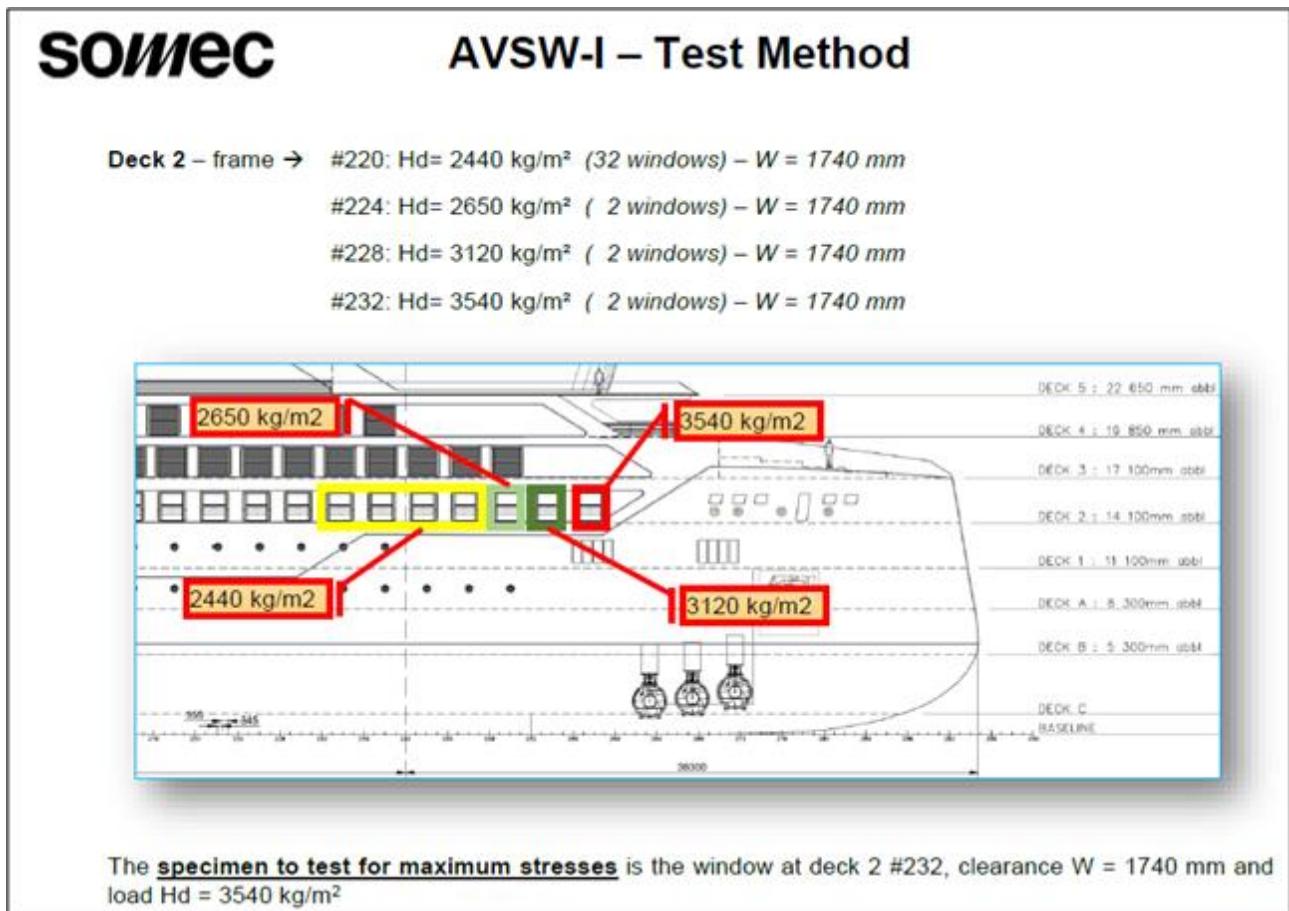 somec
AVSW-I – Test Method
Deck 2 – frame → #220: Hd= 2440 kg/m² (32 windows) – W = 1740 mm
#224: Hd= 2650 kg/m² ( 2 windows) – W = 1740 mm
#228: Hd= 3120 kg/m² ( 2 windows) – W = 1740 mm
#232: Hd= 3540 kg/m² ( 2 windows) – W = 1740 mm
DECK 5 : 22 650 mm abbl
2650 kg/m2
3540 kg/m2
DECK 4 : 19 850 mm abbl
DECK 3 : 17 100mm abbl
DECK 2 : 14 100mm abbl
DECK 1 : 11 100mm abbl
2440 kg/m2
3120 kg/m2
DECK A : 8 300mm abbl
DECK B : 5 300mm abbl
DECK C
BASELINE
The specimen to test for maximum stresses is the window at deck 2 #232, clearance W = 1740 mm and
load Hd = 3540 kg/m²